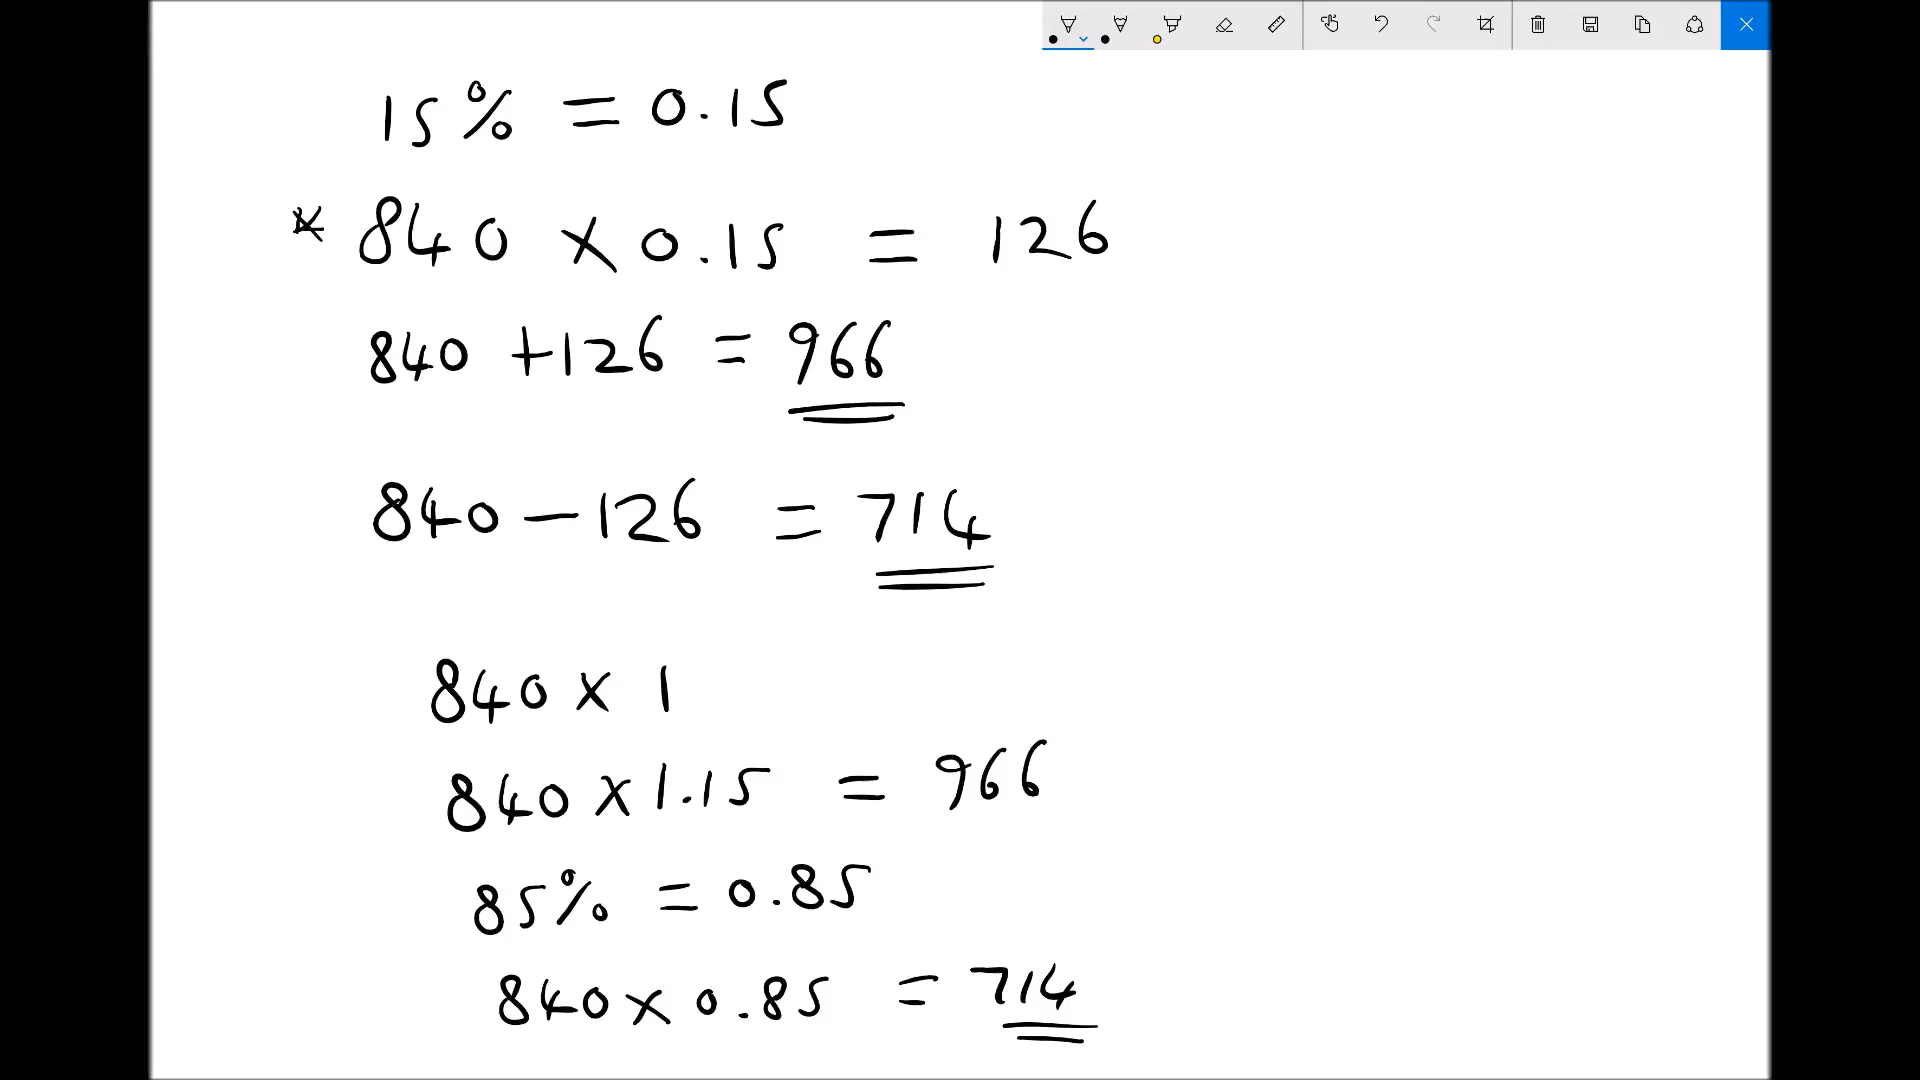 15% = 0.15
* 840 × 0.15 = 126
840 + 126 = 966
840 − 126 = 714
840 × 1
840 × 1.15 = 966
85% = 0.85
840 × 0.85 = 714